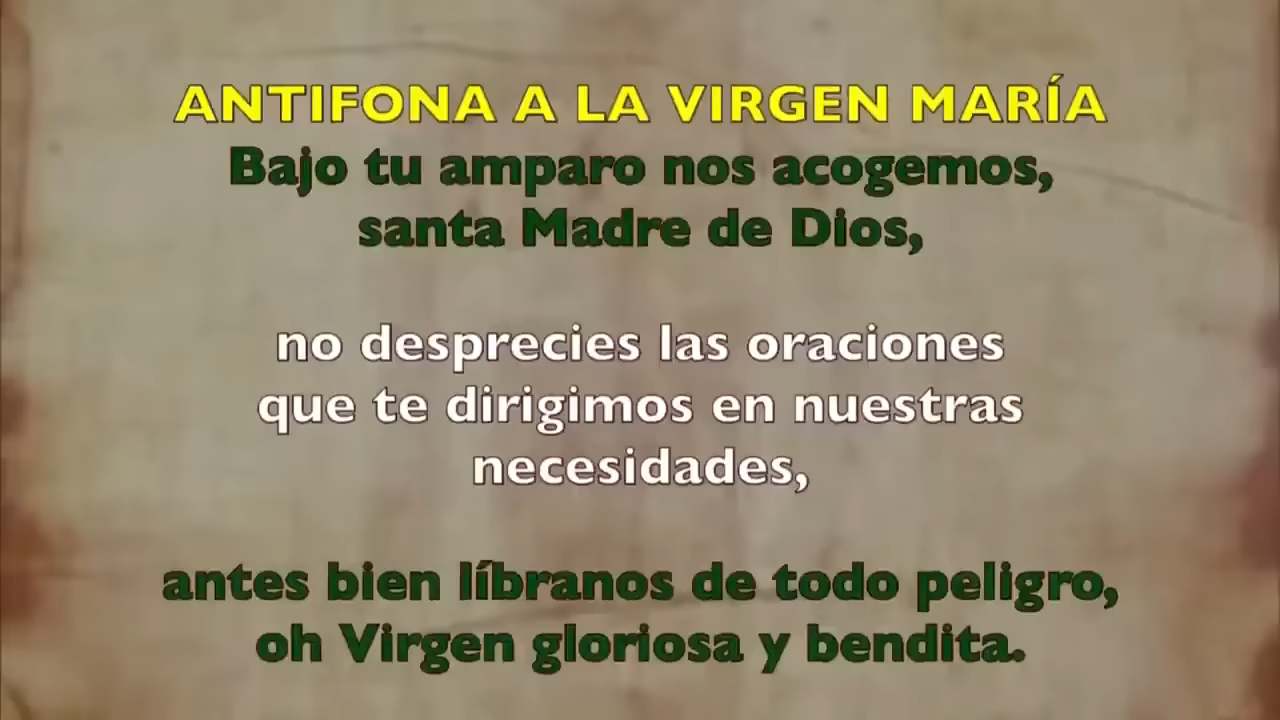 ANTIFONA A LA VIRGEN MARÍA
Bajo tu amparo nos acogemos,
santa Madre de Dios,
no desprecies las oraciones
que te dirigimos en nuestras
necesidades,
antes bien líbranos de todo peligro,
oh Virgen gloriosa y bendita.